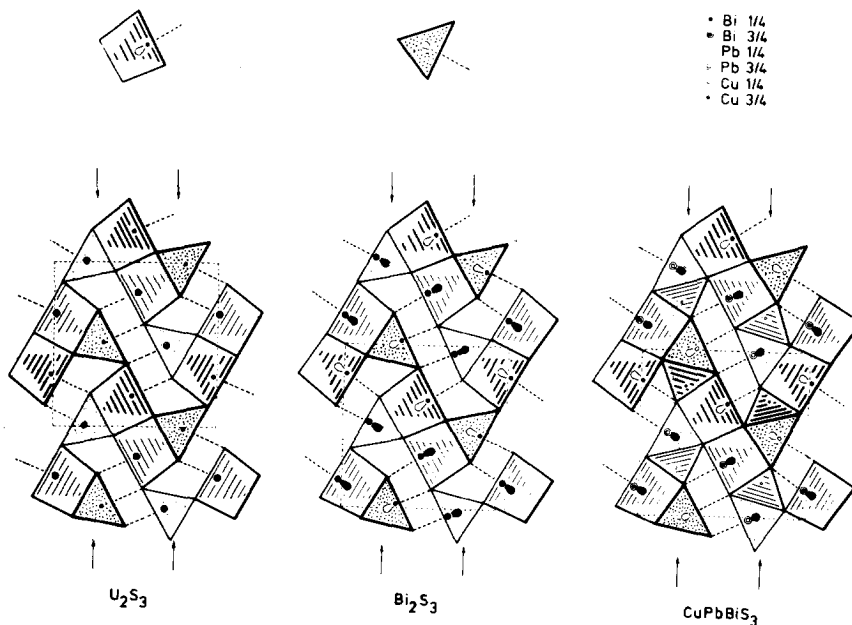 Bi 1/4
Bi 3/4
Pb 1/4
Pb 3/4
Cu 1/4
Cu 3/4
U₂S₃
Bi₂S₃
CuPbBiS₃